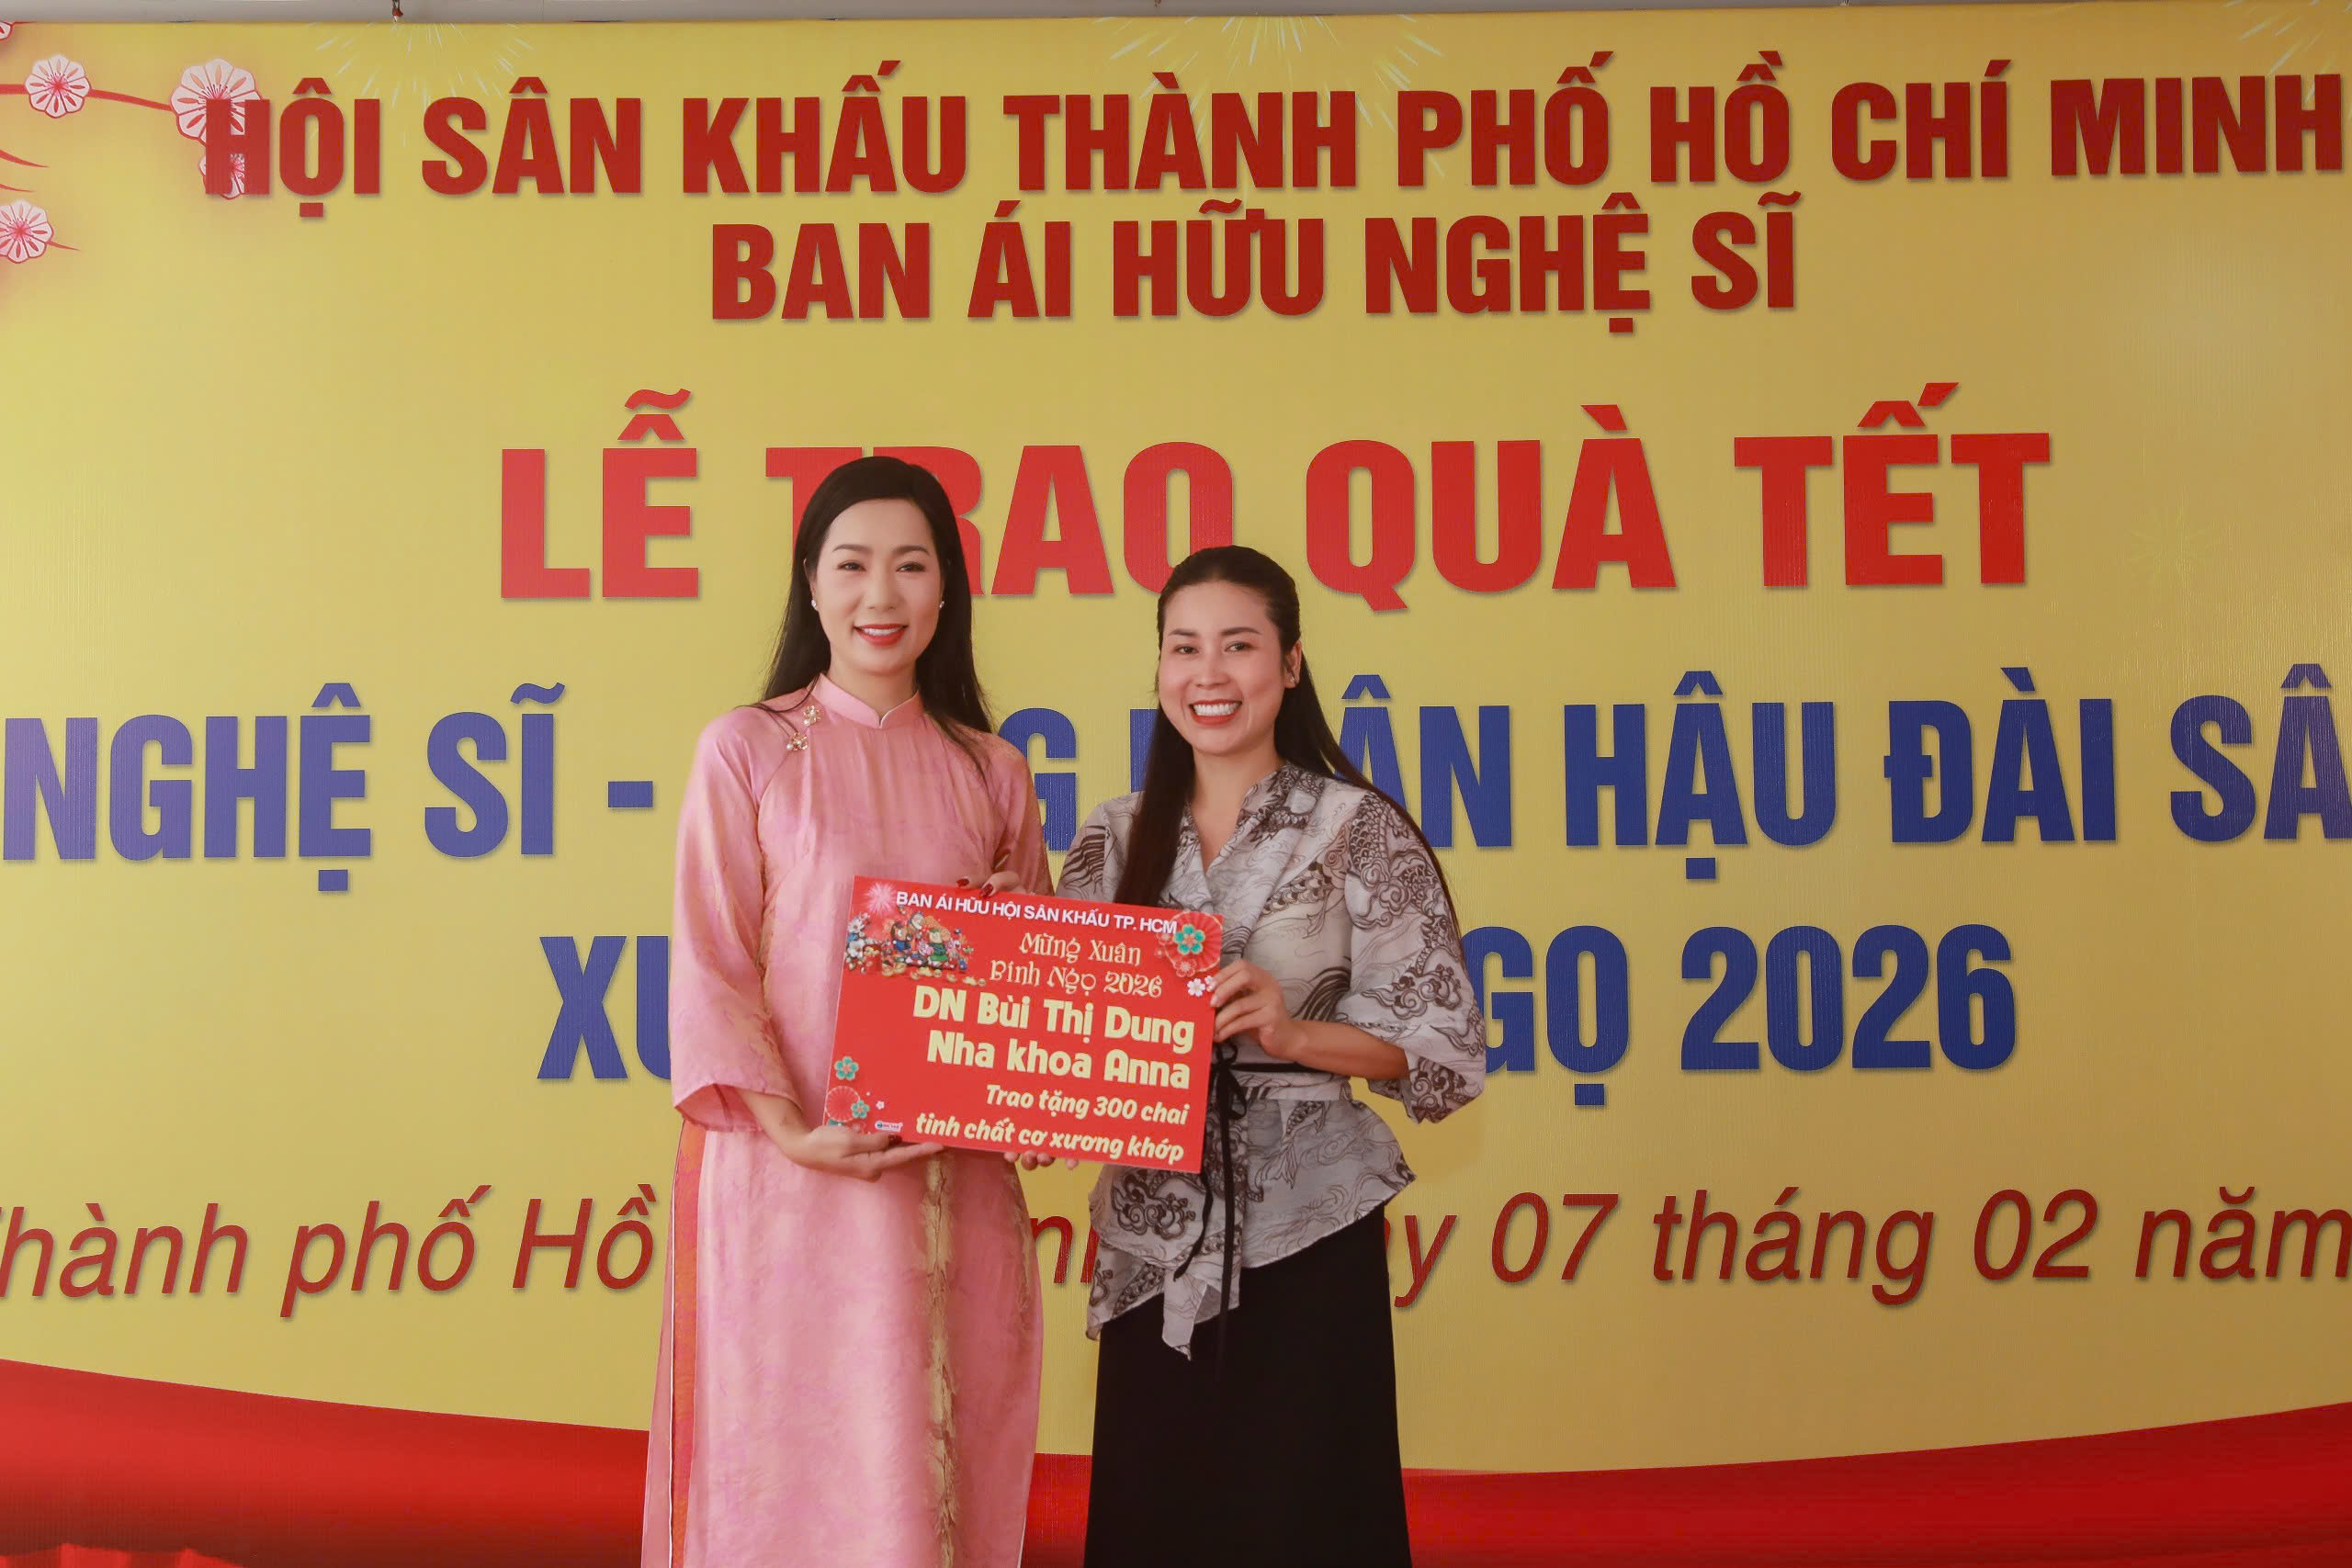 HỘI SÂN KHẤU THÀNH PHỐ HỒ CHÍ MINH
BAN ÁI HỮU NGHỆ SĨ
LỄ TRAO QUÀ TẾT
NGHỆ SĨ - HẬU ĐÀI
2026
phố Hồ 07 tháng 02 năm
BAN ÁI HỮU HỘI SÂN KHẤU TP. HCM
Mừng Xuân
Bính Ngọ 2026
DN Bùi Thị Dung
Nha khoa Anna
Trao tặng 300 chai
tinh chất cơ xương khớp